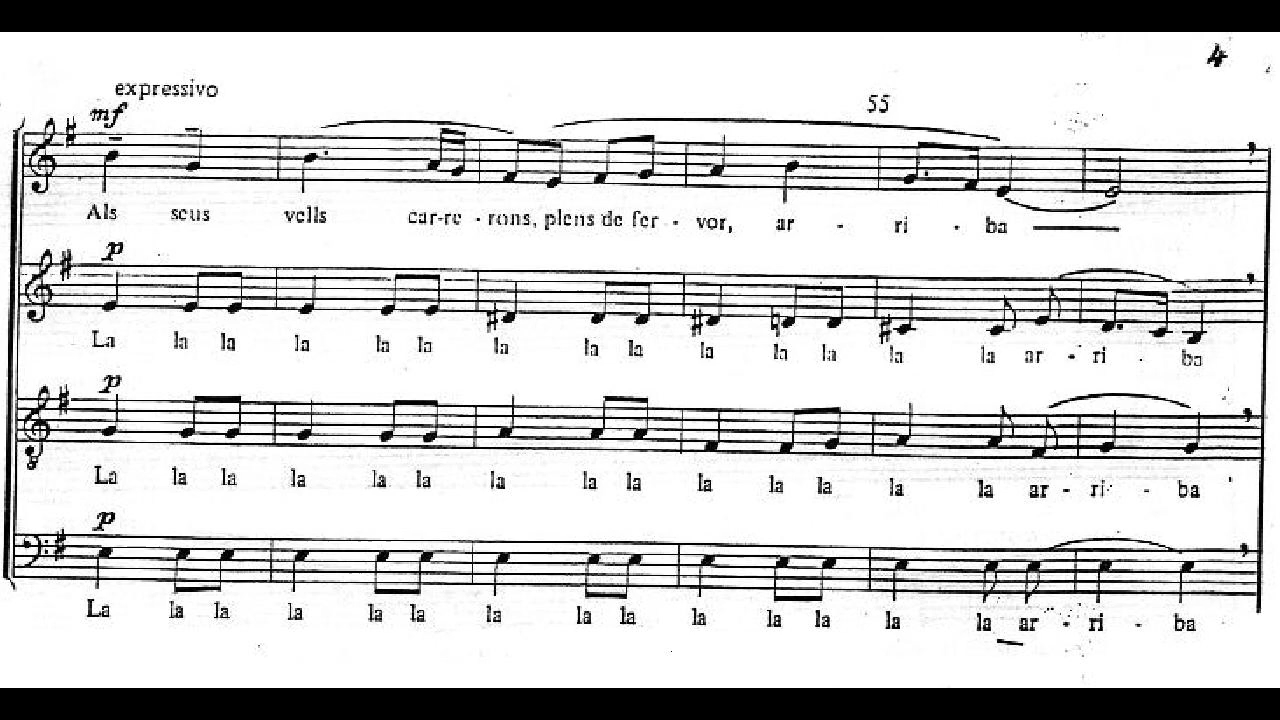 4
expressivo
mf
55
Als seus vells car-re - rons, plens de fer - vor, ar - ri - ba
p
La la la la la la la la la la la la la la ar - ri - ba
p
La la la la la la la la la la la la la la ar - ri - ba
8
p
La la la la la la la la la la la la la la ar - ri - ba